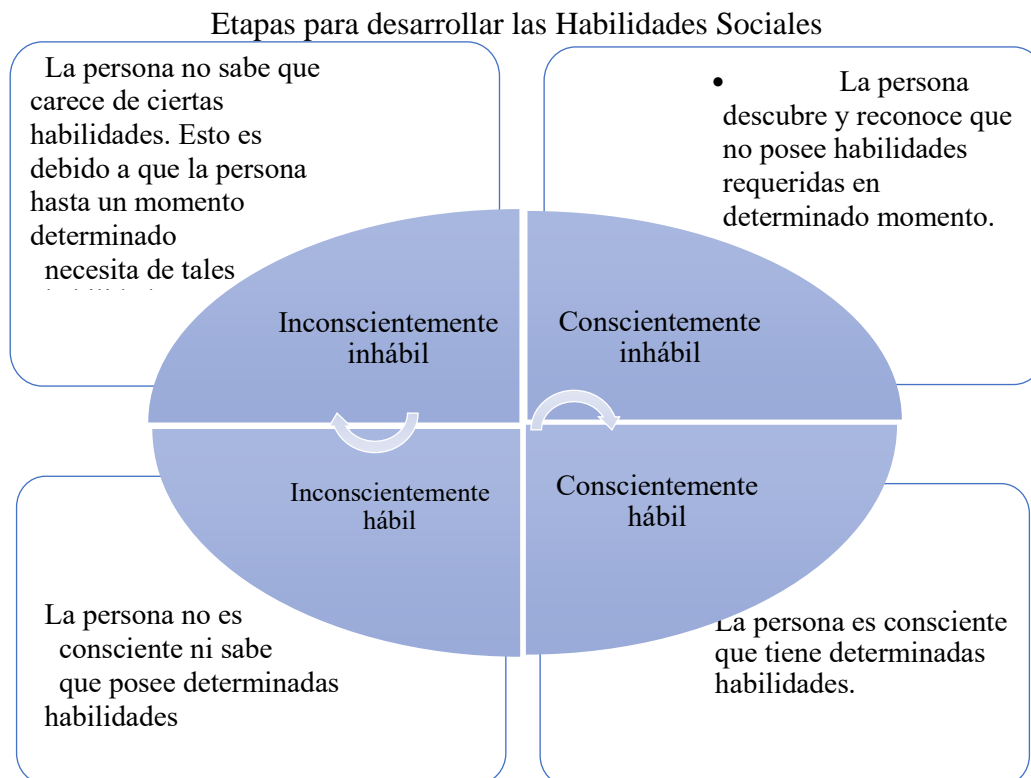 Etapas para desarrollar las Habilidades Sociales
La persona no sabe que
carece de ciertas
habilidades. Esto es
debido a que la persona
hasta un momento
determinado
necesita de tales
• La persona
descubre y reconoce que
no posee habilidades
requeridas en
determinado momento.
Inconscientemente
inhábil
Conscientemente
inhábil
Inconscientemente
hábil
Conscientemente
hábil
La persona no es
consciente ni sabe
que posee determinadas
habilidades
La persona es consciente
que tiene determinadas
habilidades.